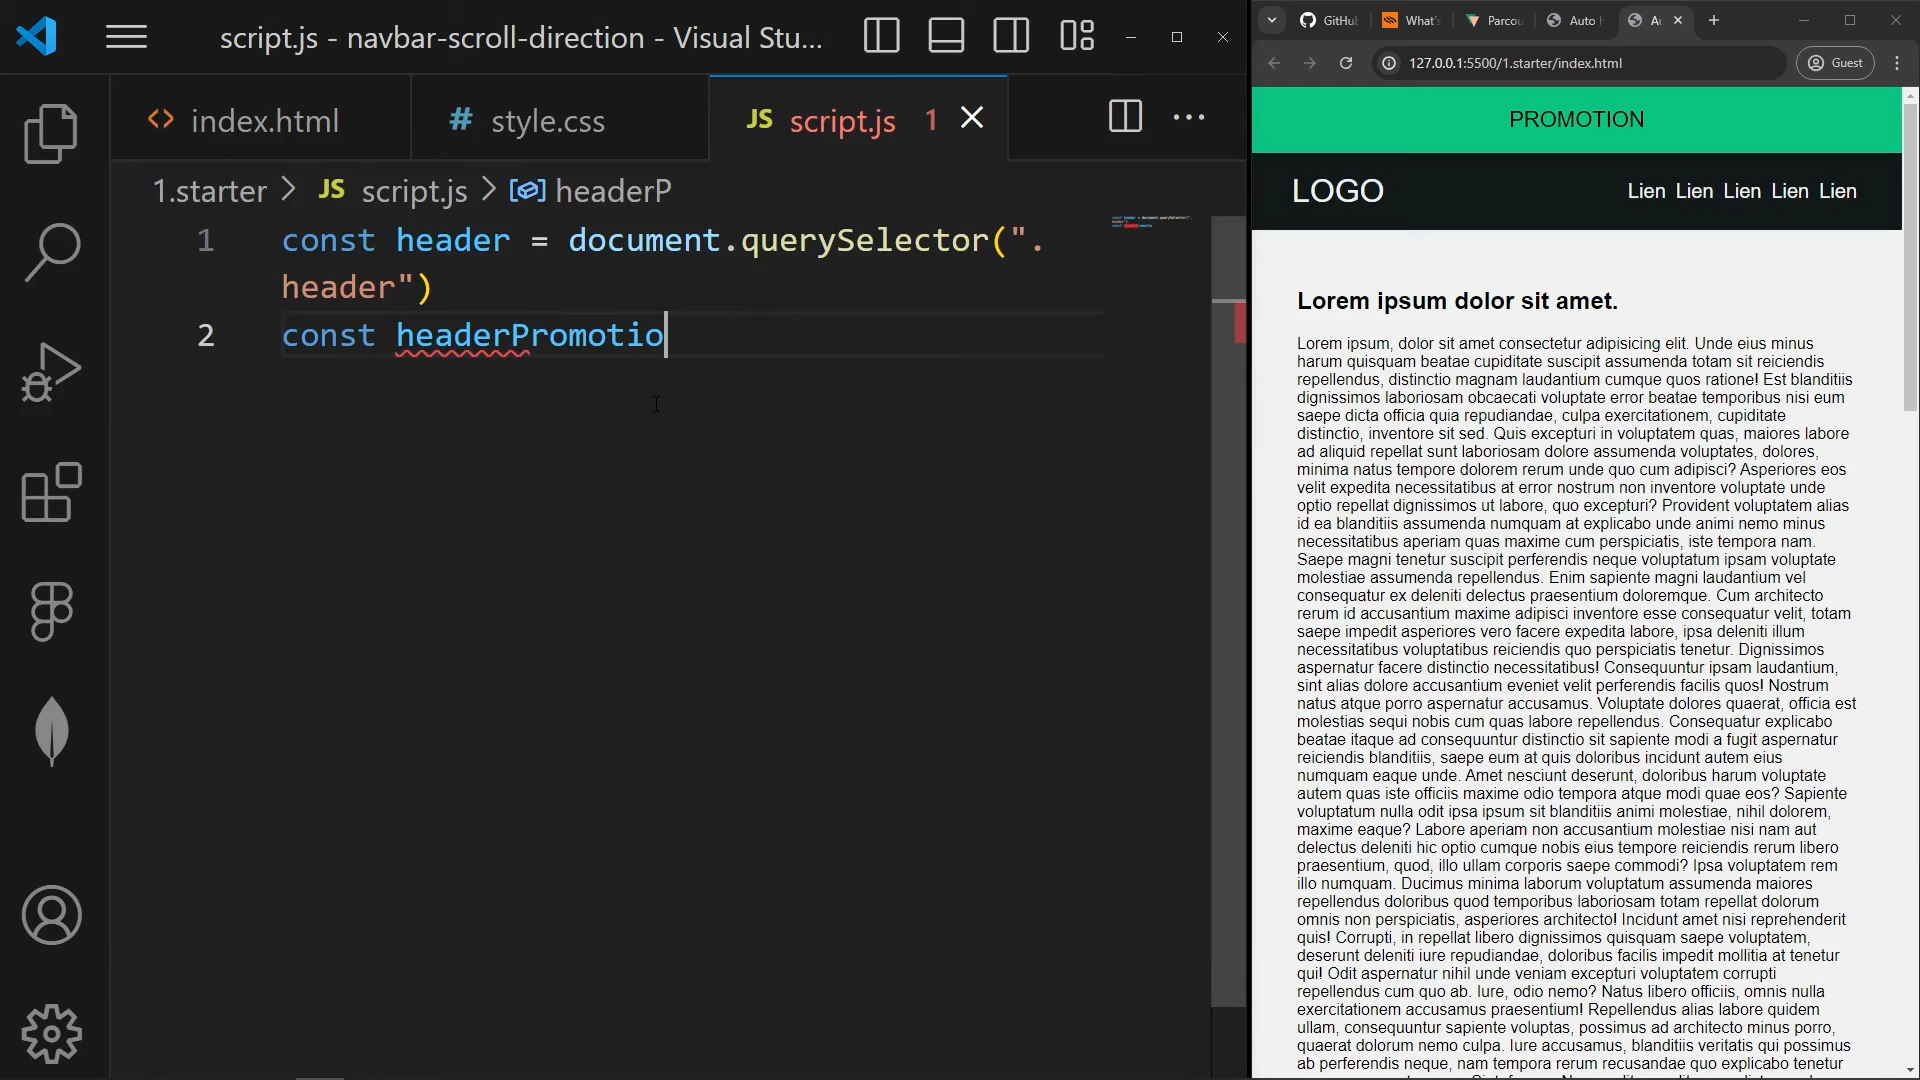 script.js - navbar-scroll-direction - Visual Stu...
index.html
# style.css
JS script.js 1
1.starter > JS script.js > headerP
1 const header = document.querySelector(".
header")
2 const headerPromotio
GitHub
What's
Parcou
Auto
127.0.0.1:5500/1.starter/index.html
Guest
PROMOTION
LOGO
Lien Lien Lien Lien Lien
Lorem ipsum dolor sit amet.
Lorem ipsum, dolor sit amet consectetur adipisicing elit. Unde eius minus
harum quisquam beatae cupiditate suscipit assumenda totam sit reiciendis
repellendus, distinctio magnam laudantium cumque quos ratione! Est blanditiis
dignissimos laboriosam obcaecati voluptate error beatae temporibus nisi eum
saepe dicta officia quia repudiandae, culpa exercitationem, cupiditate
distinctio, inventore sit sed. Quis excepturi in voluptatem quas, maiores labore
ad aliquid repellat sunt laboriosam dolore assumenda voluptates, dolores,
minima natus tempore dolorem rerum unde quo cum adipisci? Asperiores eos
velit expedita necessitatibus at error nostrum non inventore voluptate unde
optio repellat dignissimos ut labore, quo excepturi? Provident voluptatem alias
id ea blanditiis assumenda numquam at explicabo unde animi nemo minus
necessitatibus aperiam quas maxime cum perspiciatis, iste tempora nam.
Saepe magni tenetur suscipit perferendis neque voluptatum ipsam voluptate
molestiae assumenda repellendus. Enim sapiente magni laudantium vel
consequatur ex deleniti delectus praesentium doloremque. Cum architecto
rerum id accusantium maxime adipisci inventore esse consequatur velit, totam
saepe impedit asperiores vero facere expedita labore, ipsa deleniti illum
necessitatibus voluptatibus reiciendis quo perspiciatis tenetur. Dignissimos
aspernatur facere distinctio necessitatibus! Consequuntur ipsam laudantium,
sint alias dolore accusantium eveniet velit perferendis facilis quos! Nostrum
natus atque porro aspernatur accusamus. Voluptate dolores quaerat, officia est
molestias sequi nobis cum quas labore repellendus. Consequatur explicabo
beatae itaque ad consequuntur distinctio sit sapiente modi a fugit aspernatur
reiciendis blanditiis, saepe eum at quis doloribus incidunt autem eius
numquam eaque unde. Amet nesciunt deserunt, doloribus harum voluptate
autem quas iste officiis maxime odio tempora atque modi quae eos? Sapiente
voluptatum nulla odit ipsa ipsum sit blanditiis animi molestiae, nihil dolorem,
maxime eaque? Labore aperiam non accusantium molestiae nisi nam aut
delectus deleniti hic optio cumque nobis eius tempore reiciendis rerum libero
praesentium, quod, illo ullam corporis saepe commodi? Ipsa voluptatem rem
illo numquam. Ducimus minima laborum voluptatum assumenda maiores
repellendus doloribus quod temporibus laboriosam totam repellat dolorum
omnis non perspiciatis, asperiores architecto! Incidunt amet nisi reprehenderit
quis! Corrupti, in repellat libero dignissimos quisquam saepe voluptatem,
deserunt deleniti iure repudiandae, doloribus facilis impedit mollitia at tenetur
qui! Odit aspernatur nihil unde veniam excepturi voluptatem corrupti
repellendus cum quo ab. Iure, odio nemo? Natus libero officiis, omnis nulla
exercitationem accusamus praesentium! Repellendus alias labore quidem
ullam, consequuntur sapiente voluptas, possimus ad architecto minus porro,
quaerat dolorum nemo culpa. Iure accusamus, blanditiis veritatis qui possimus
ab perferendis neque, nam tempora rerum recusandae quo explicabo tenetur